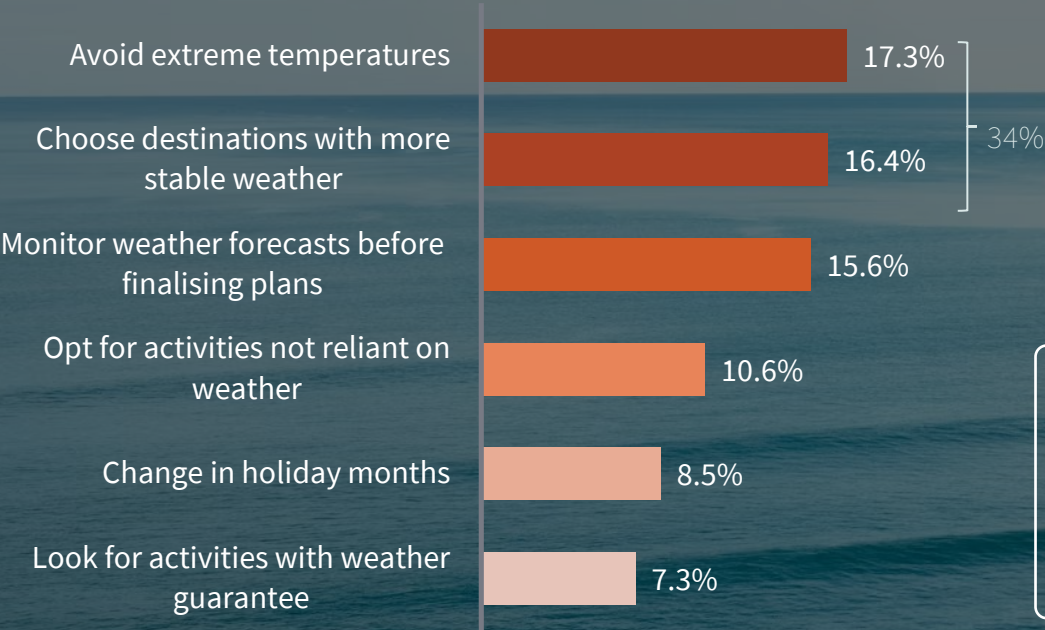 Avoid extreme temperatures
17.3%
34%
Choose destinations with more
stable weather
16.4%
Monitor weather forecasts before
finalising plans
15.6%
Opt for activities not reliant on
weather
10.6%
Change in holiday months
8.5%
Look for activities with weather
guarantee
7.3%